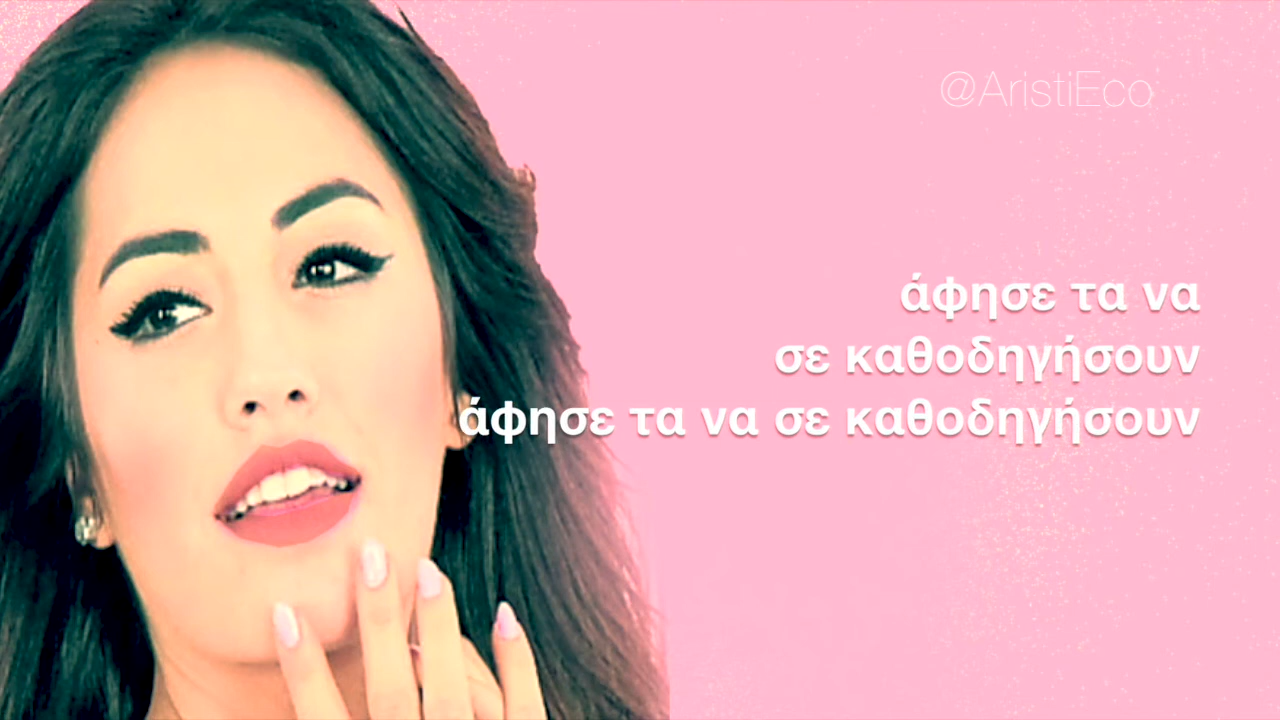 @AristiEco
άφησε τα να
σε καθοδηγήσουν
άφησε τα να σε καθοδηγήσουν